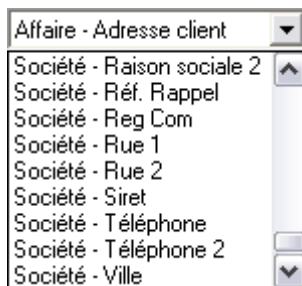 Affaire - Adresse client
Société - Raison sociale 2
Société - Réf. Rappel
Société - Reg Com
Société - Rue 1
Société - Rue 2
Société - Siret
Société - Téléphone
Société - Téléphone 2
Société - Ville